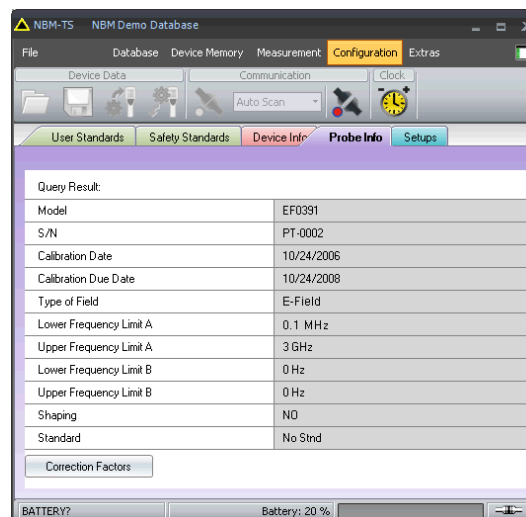 NBM-TS NBM Demo Database
File Database Device Memory Measurement Configuration Extras
Device Data Communication Clock
Auto Scan
User Standards Safety Standards Device Info Probe Info Setups
Query Result:
Model EF0391
S/N PT-0002
Calibration Date 10/24/2006
Calibration Due Date 10/24/2008
Type of Field E-Field
Lower Frequency Limit A 0.1 MHz
Upper Frequency Limit A 3 GHz
Lower Frequency Limit B 0 Hz
Upper Frequency Limit B 0 Hz
Shaping NO
Standard No Stnd
Correction Factors
BATTERY? Battery: 20 %